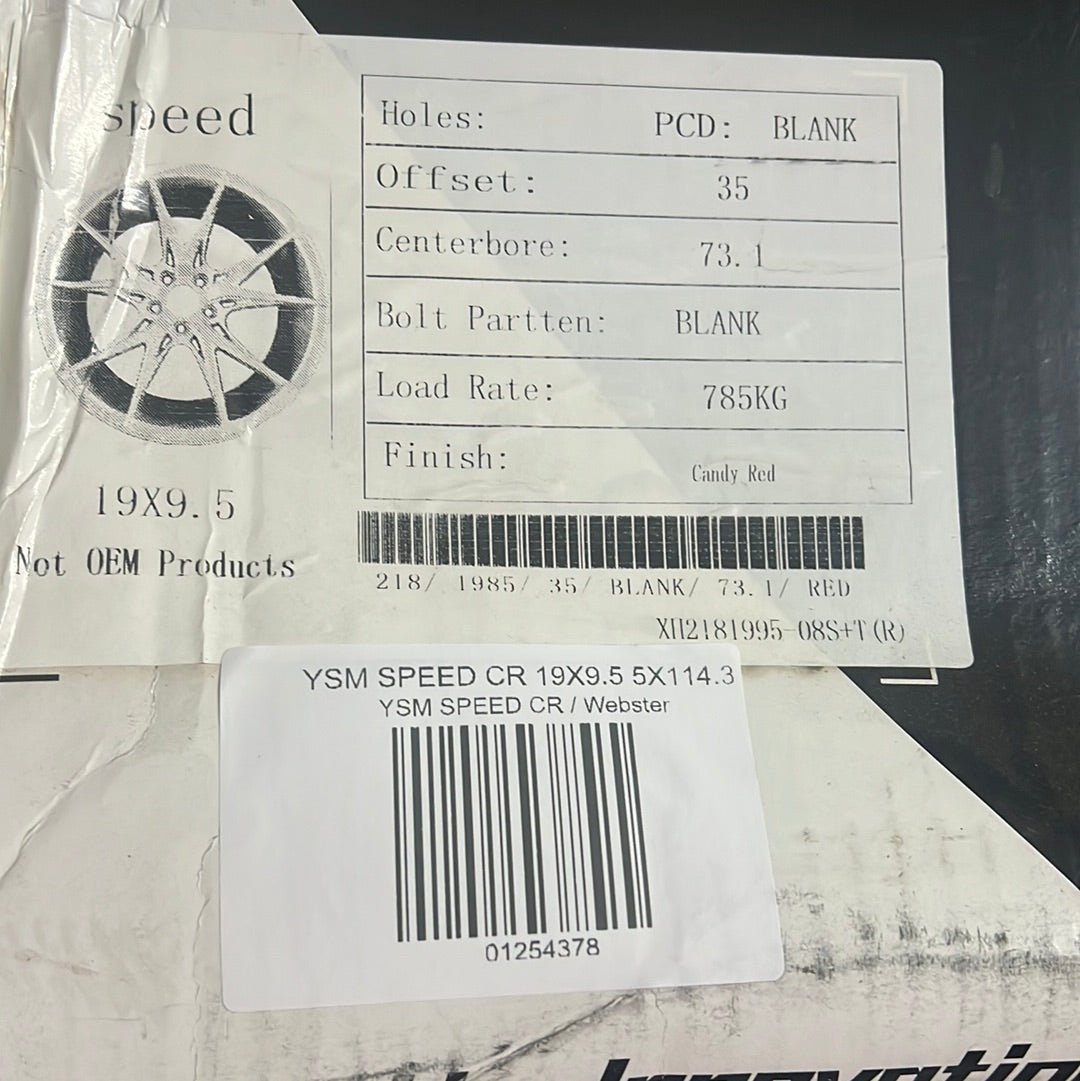 speed
19X9.5
Not OEM Products
Holes: PCD: BLANK
Offset: 35
Centerbore: 73.1
Bolt Partten: BLANK
Load Rate: 785KG
Finish: Candy Red
218/ 1985/ 35/ BLANK/ 73.1/ RED
XH2181995-08S+T(R)
YSM SPEED CR 19X9.5 5X114.3
YSM SPEED CR / Webster
01254378